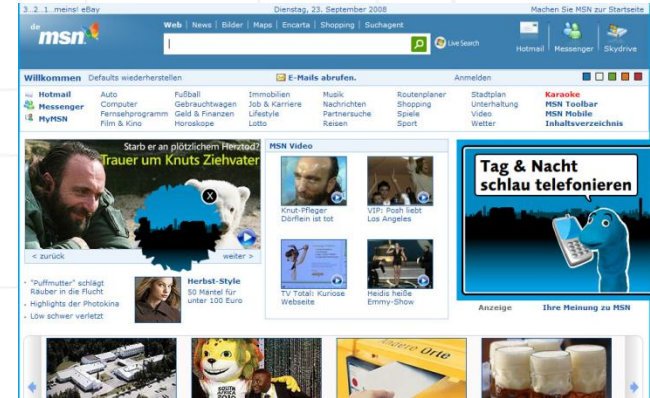 3..2..1..meins! eBay
Dienstag, 23. September 2008
Machen Sie MSN zur Startseite
de
msn
Web | News | Bilder | Maps | Encarta | Shopping | Suchagent
Live Search
Hotmail | Messenger | Skydrive
Willkommen Defaults wiederherstellen
E-Mails abrufen.
Anmelden
Hotmail Auto Fußball Immobilien Musik Routenplaner Stadtplan Karaoke
Messenger Computer Gebrauchtwagen Job & Karriere Nachrichten Shopping Unterhaltung MSN Toolbar
MyMSN Fernsehprogramm Geld & Finanzen Lifestyle Partnersuche Spiele Video MSN Mobile
Film & Kino Horoskope Lotto Reisen Sport Wetter Inhaltsverzeichnis
Starb er an plötzlichem Herztod?
Trauer um Knuts Ziehvater
X
< zurück
weiter >
MSN Video
Knut-Pfleger
Dörflein ist tot
VIP: Posh liebt
Los Angeles
TV Total: Kuriose
Webseite
Heidis heiße
Emmy-Show
Tag & Nacht
schlau telefonieren
Anzeige
Ihre Meinung zu MSN
"Puffmutter" schlägt
Räuber in die Flucht
Highlights der Photokina
Löw schwer verletzt
Herbst-Style
50 Mäntel für
unter 100 Euro
SOUTH
AFRICA
2010
Andere Orte